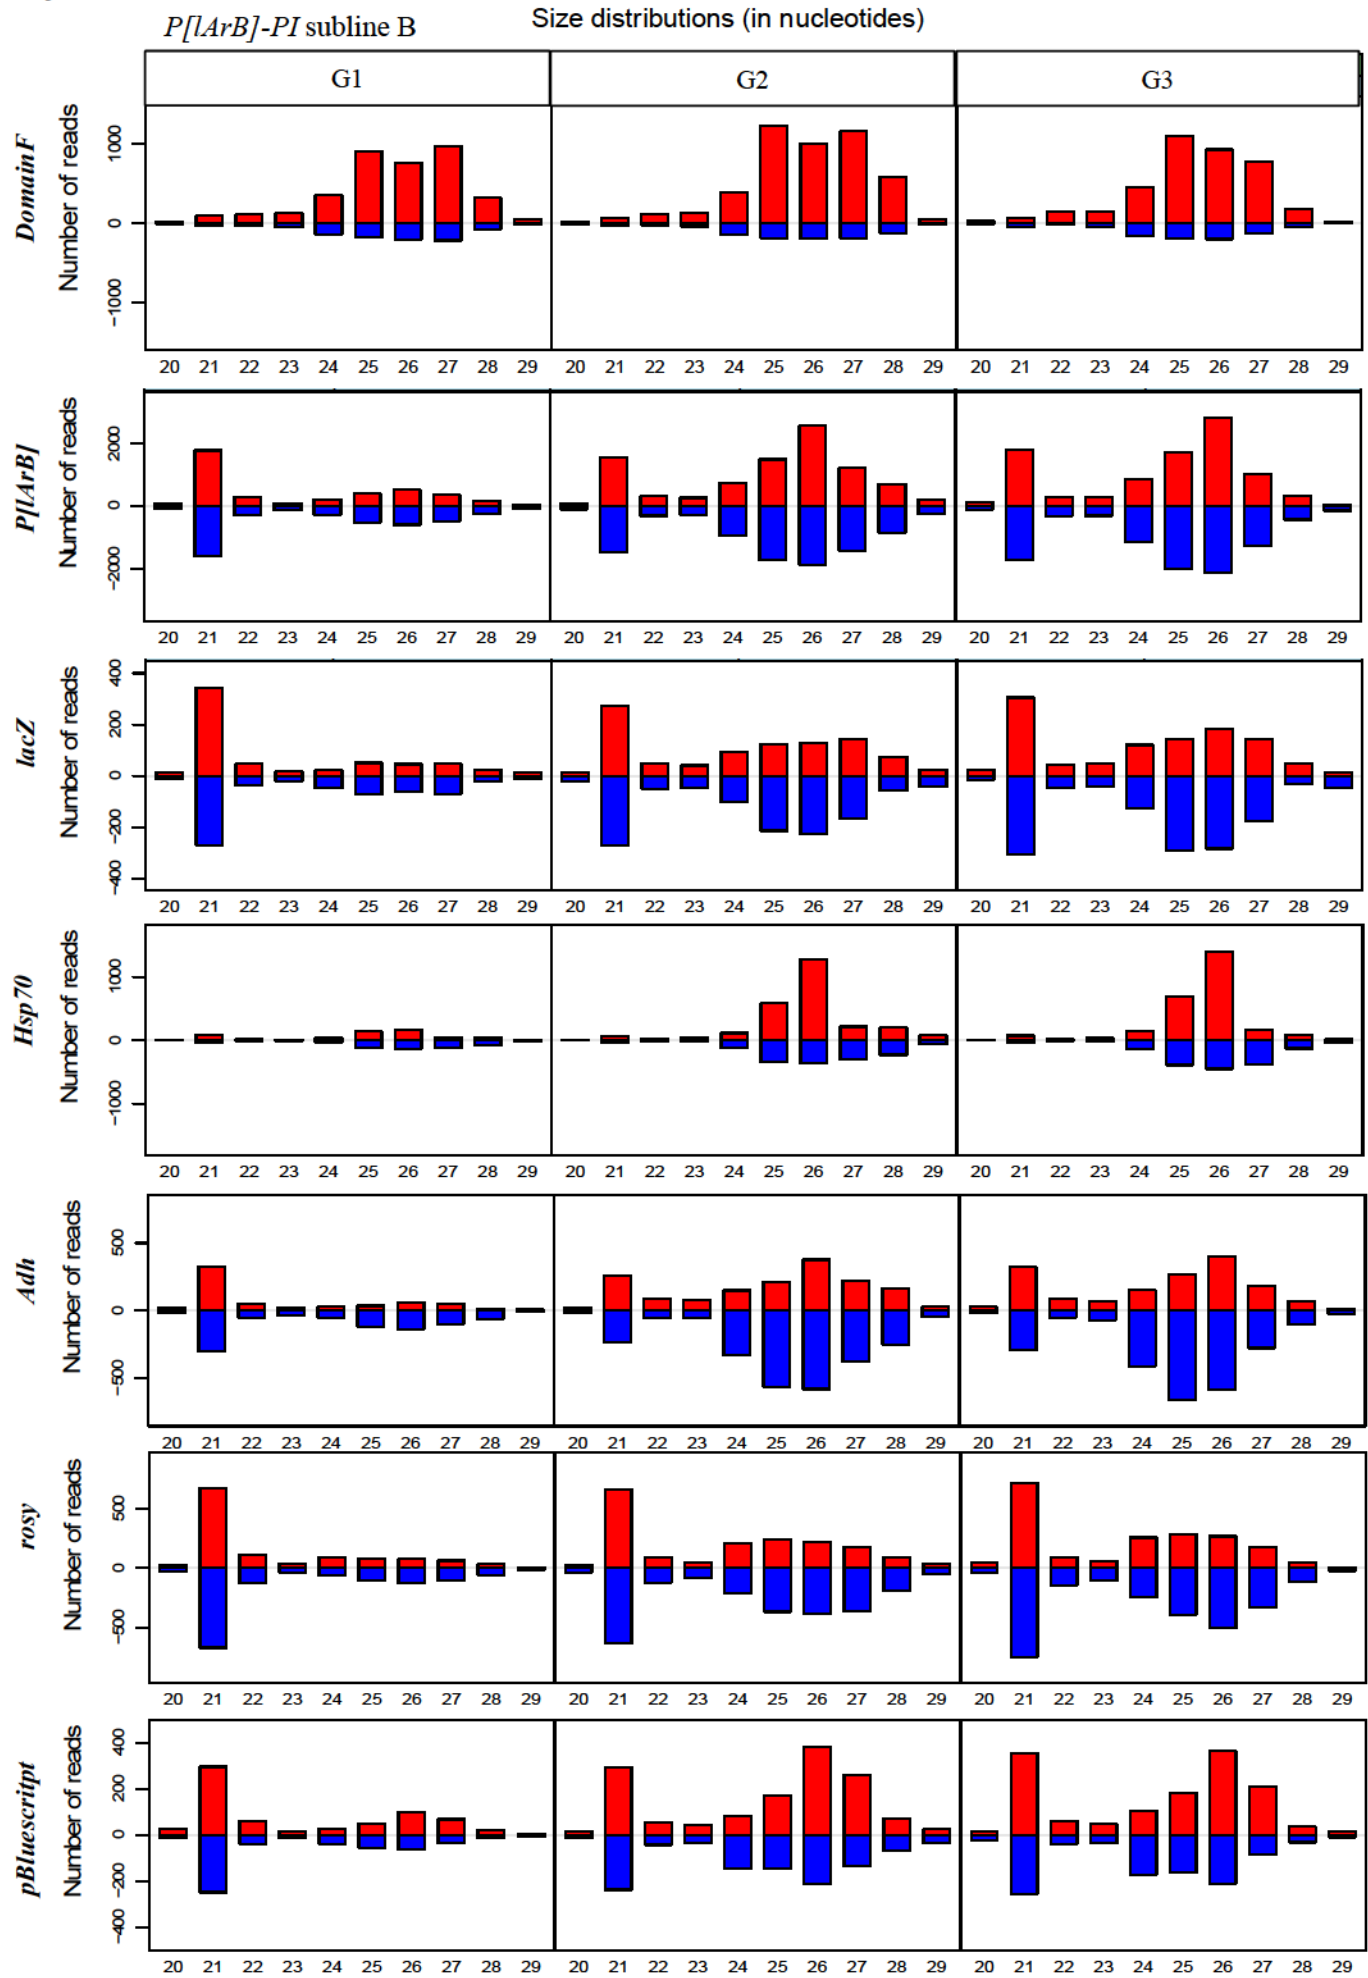 P[lArB]-PI subline B
Size distributions (in nucleotides)
G1 G2 G3
DomainF
Number of reads
1000
0
-1000
20 21 22 23 24 25 26 27 28 29 20 21 22 23 24 25 26 27 28 29 20 21 22 23 24 25 26 27 28 29
P[lArB]
Number of reads
2000
0
-2000
20 21 22 23 24 25 26 27 28 29 20 21 22 23 24 25 26 27 28 29 20 21 22 23 24 25 26 27 28 29
lacZ
Number of reads
400
200
0
-200
-400
20 21 22 23 24 25 26 27 28 29 20 21 22 23 24 25 26 27 28 29 20 21 22 23 24 25 26 27 28 29
Hsp70
Number of reads
1000
0
-1000
20 21 22 23 24 25 26 27 28 29 20 21 22 23 24 25 26 27 28 29 20 21 22 23 24 25 26 27 28 29
Adh
Number of reads
500
0
-500
20 21 22 23 24 25 26 27 28 29 20 21 22 23 24 25 26 27 28 29 20 21 22 23 24 25 26 27 28 29
rosy
Number of reads
500
0
-500
20 21 22 23 24 25 26 27 28 29 20 21 22 23 24 25 26 27 28 29 20 21 22 23 24 25 26 27 28 29
pBluescritpt
Number of reads
400
200
0
-200
-400
20 21 22 23 24 25 26 27 28 29 20 21 22 23 24 25 26 27 28 29 20 21 22 23 24 25 26 27 28 29